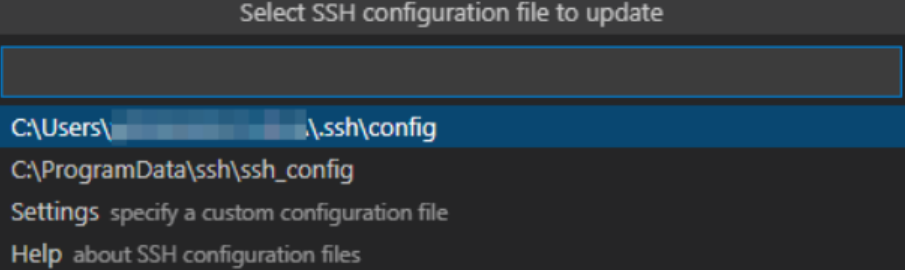 Select SSH configuration file to update
C:\Users\ \.ssh\config
C:\ProgramData\ssh\ssh_config
Settings specify a custom configuration file
Help about SSH configuration files